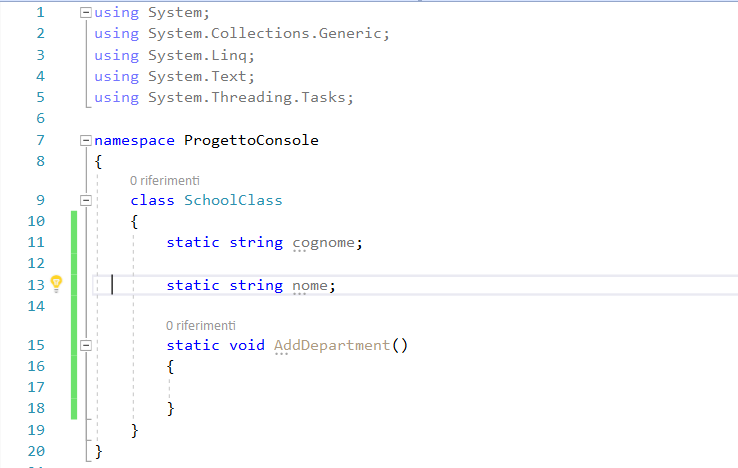 1 using System;
2 using System.Collections.Generic;
3 using System.Linq;
4 using System.Text;
5 using System.Threading.Tasks;
6
7 namespace ProgettoConsole
8 {
0 riferimenti
9 class SchoolClass
10 {
11 static string cognome;
12
13 static string nome;
14
0 riferimenti
15 static void AddDepartment()
16 {
17
18 }
19 }
20 }